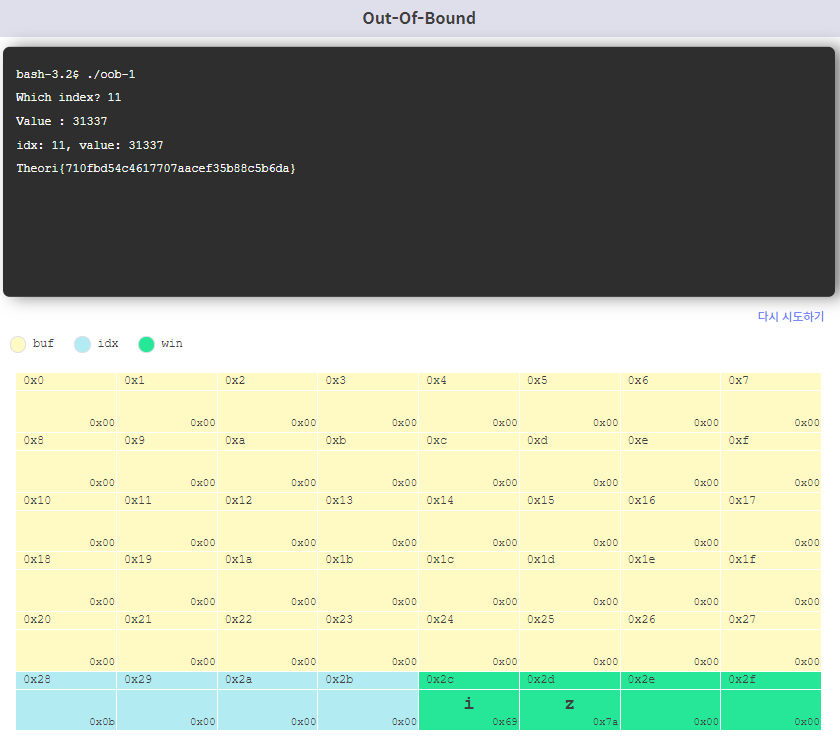 Out-Of-Bound
bash-3.2$ ./oob-1
Which index? 11
Value : 31337
idx: 11, value: 31337
Theori{710fbd54c4617707aacef35b88c5b6da}
다시 시도하기
buf idx win
0x0 0x1 0x2 0x3 0x4 0x5 0x6 0x7
0x00 0x00 0x00 0x00 0x00 0x00 0x00 0x00
0x8 0x9 0xa 0xb 0xc 0xd 0xe 0xf
0x00 0x00 0x00 0x00 0x00 0x00 0x00 0x00
0x10 0x11 0x12 0x13 0x14 0x15 0x16 0x17
0x00 0x00 0x00 0x00 0x00 0x00 0x00 0x00
0x18 0x19 0x1a 0x1b 0x1c 0x1d 0x1e 0x1f
0x00 0x00 0x00 0x00 0x00 0x00 0x00 0x00
0x20 0x21 0x22 0x23 0x24 0x25 0x26 0x27
0x00 0x00 0x00 0x00 0x00 0x00 0x00 0x00
0x28 0x29 0x2a 0x2b 0x2c 0x2d 0x2e 0x2f
i z
0x0b 0x00 0x00 0x00 0x69 0x7a 0x00 0x00